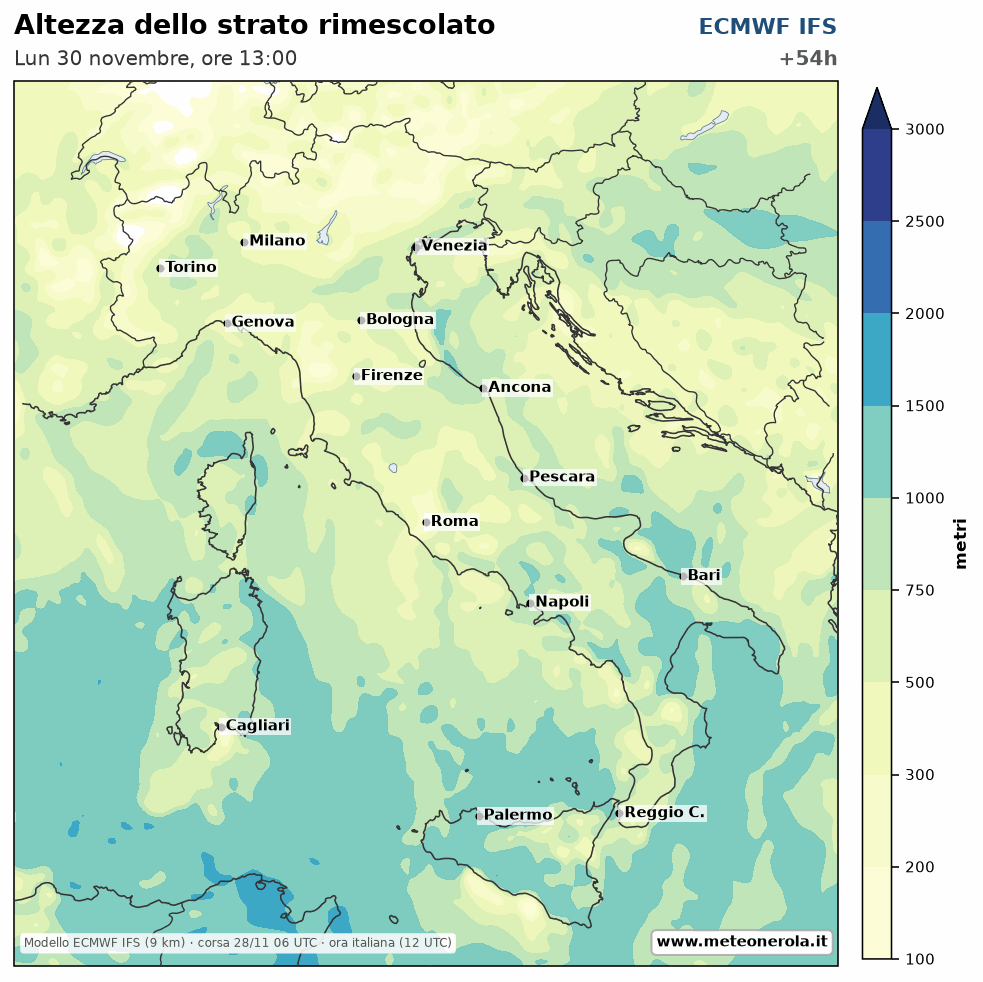 Altezza dello strato rimescolato
ECMWF IFS
Lun 30 novembre, ore 13:00
+54h
Milano
Venezia
Torino
Genova
Bologna
Firenze
Ancona
Pescara
Roma
Bari
Napoli
Cagliari
Palermo
Reggio C.
3000
2500
2000
1500
1000
750
500
300
200
100
metri
Modello ECMWF IFS (9 km) · corsa 28/11 06 UTC · ora italiana (12 UTC)
www.meteonerola.it